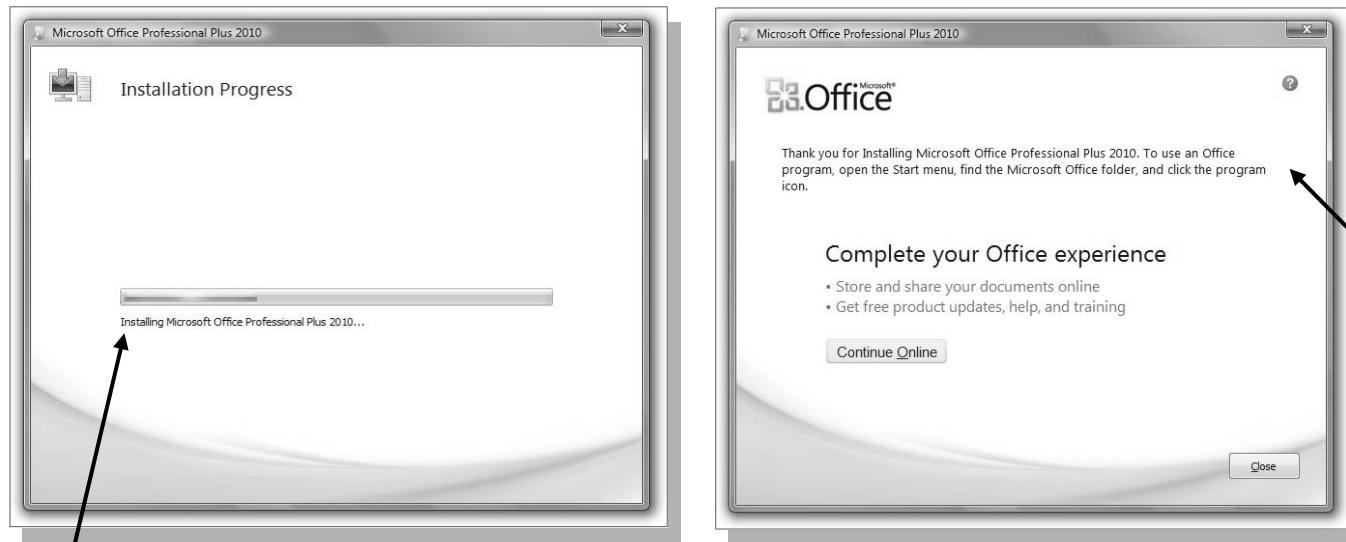 Microsoft Office Professional Plus 2010
Installation Progress
Installing Microsoft Office Professional Plus 2010...
Microsoft Office Professional Plus 2010
Microsoft®
Office
Thank you for Installing Microsoft Office Professional Plus 2010. To use an Office
program, open the Start menu, find the Microsoft Office folder, and click the program
icon.
Complete your Office experience
• Store and share your documents online
• Get free product updates, help, and training
Continue Online
Close